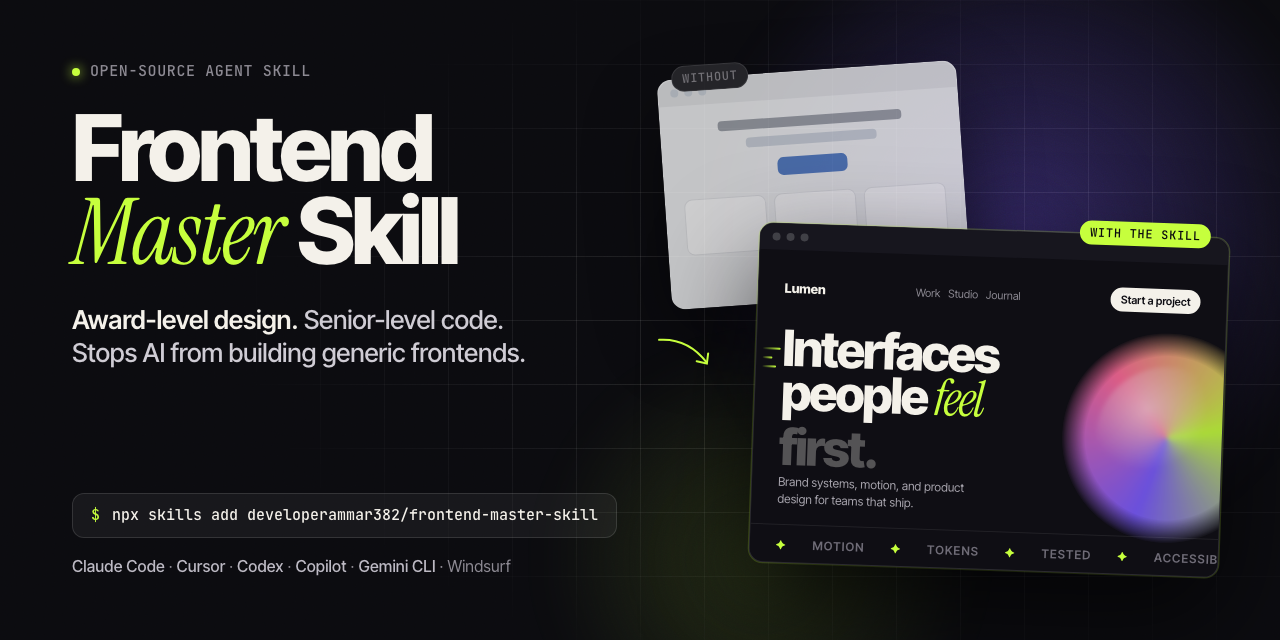 OPEN-SOURCE AGENT SKILL
Frontend
Master Skill
Award-level design. Senior-level code.
Stops AI from building generic frontends.
$ npx skills add developerammar382/frontend-master-skill
Claude Code · Cursor · Codex · Copilot · Gemini CLI · Windsurf
WITHOUT
WITH THE SKILL
Lumen Work Studio Journal Start a project
Interfaces
people feel
first.
Brand systems, motion, and product
design for teams that ship.
✦ MOTION ✦ TOKENS ✦ TESTED ✦ ACCESSIB